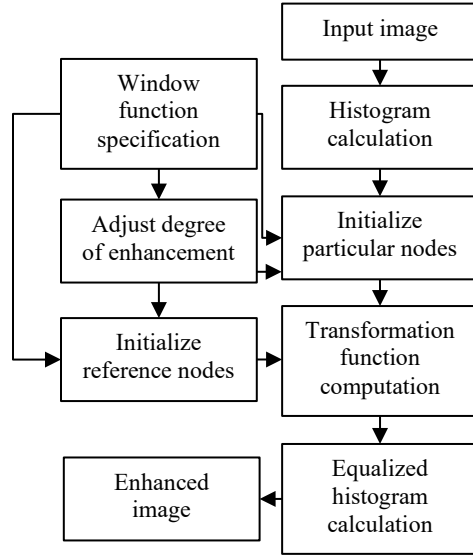 Input image
Window
function
specification
Histogram
calculation
Adjust degree
of enhancement
Initialize
particular nodes
Initialize
reference nodes
Transformation
function
computation
Enhanced
image
Equalized
histogram
calculation